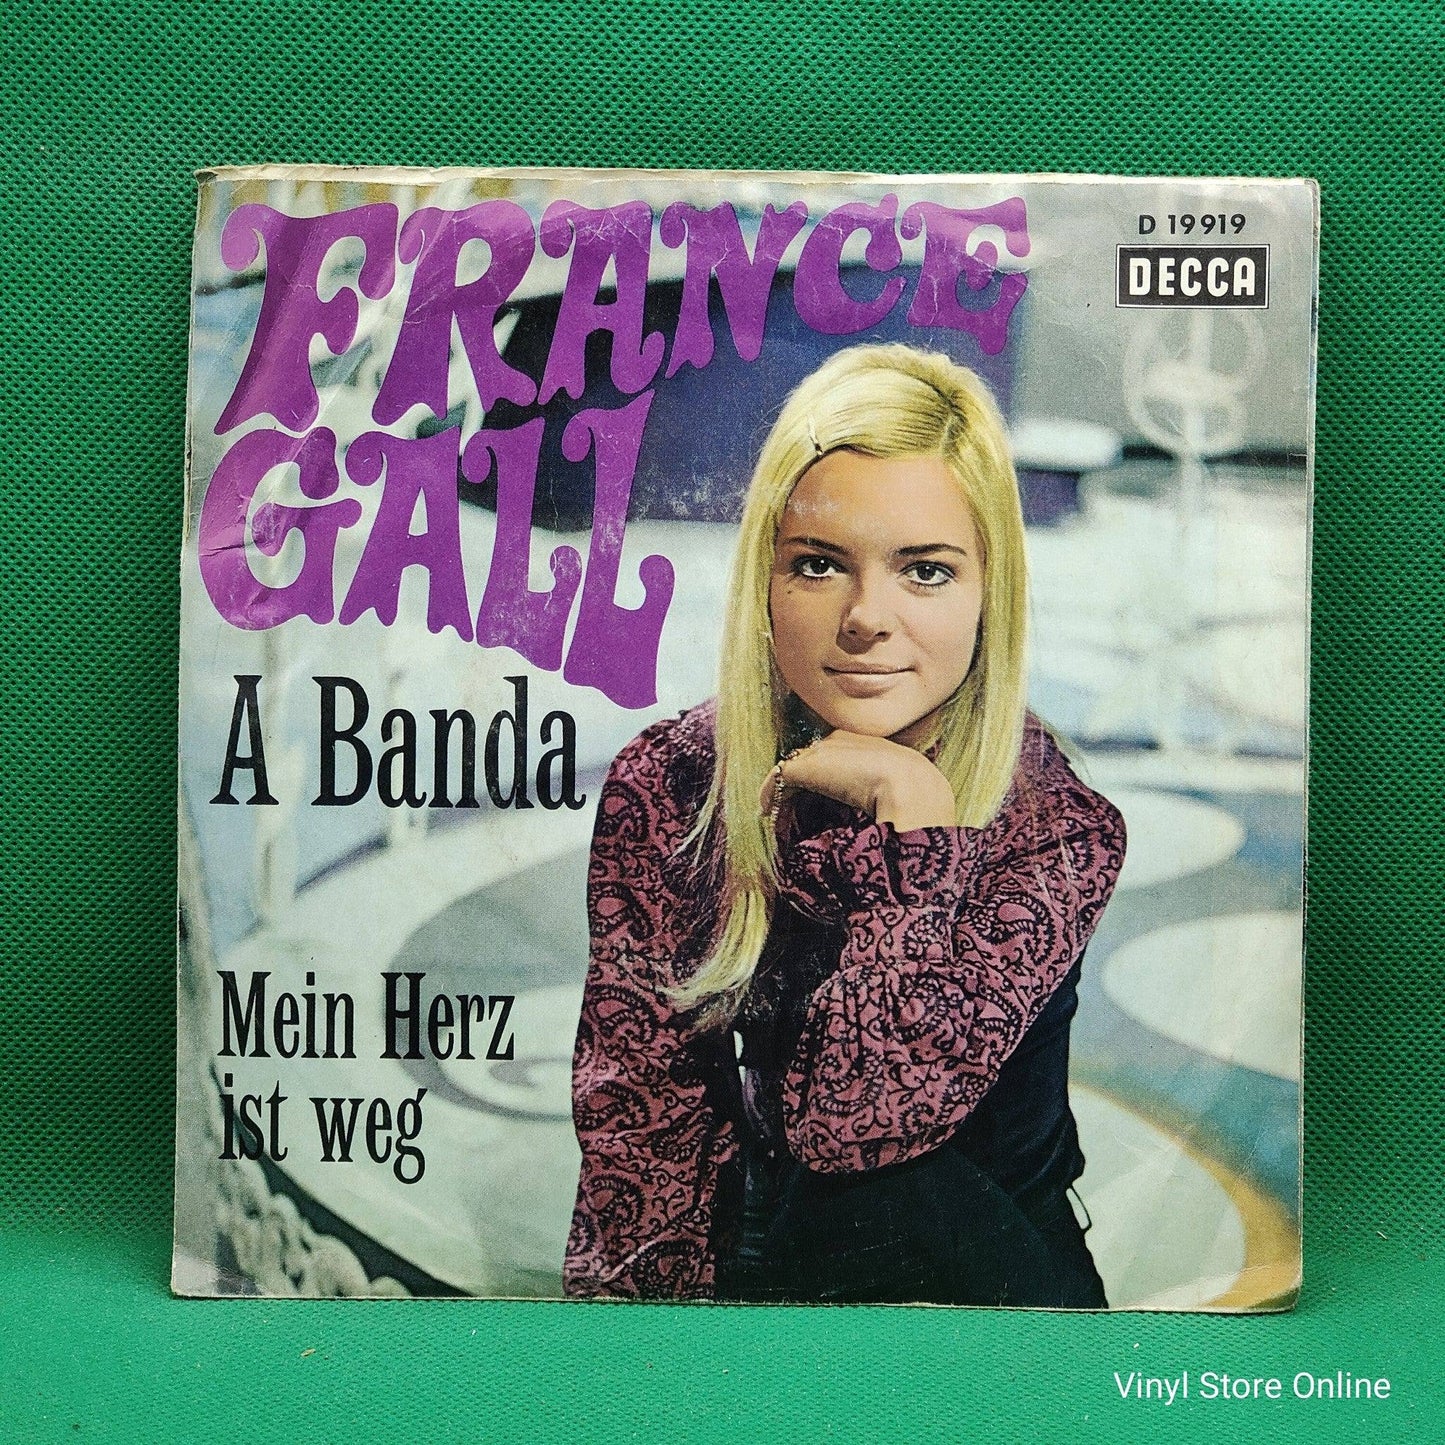 FRANCE
GALL
D 19919
DECCA
A Banda
Mein Herz
ist weg
Vinyl Store Online